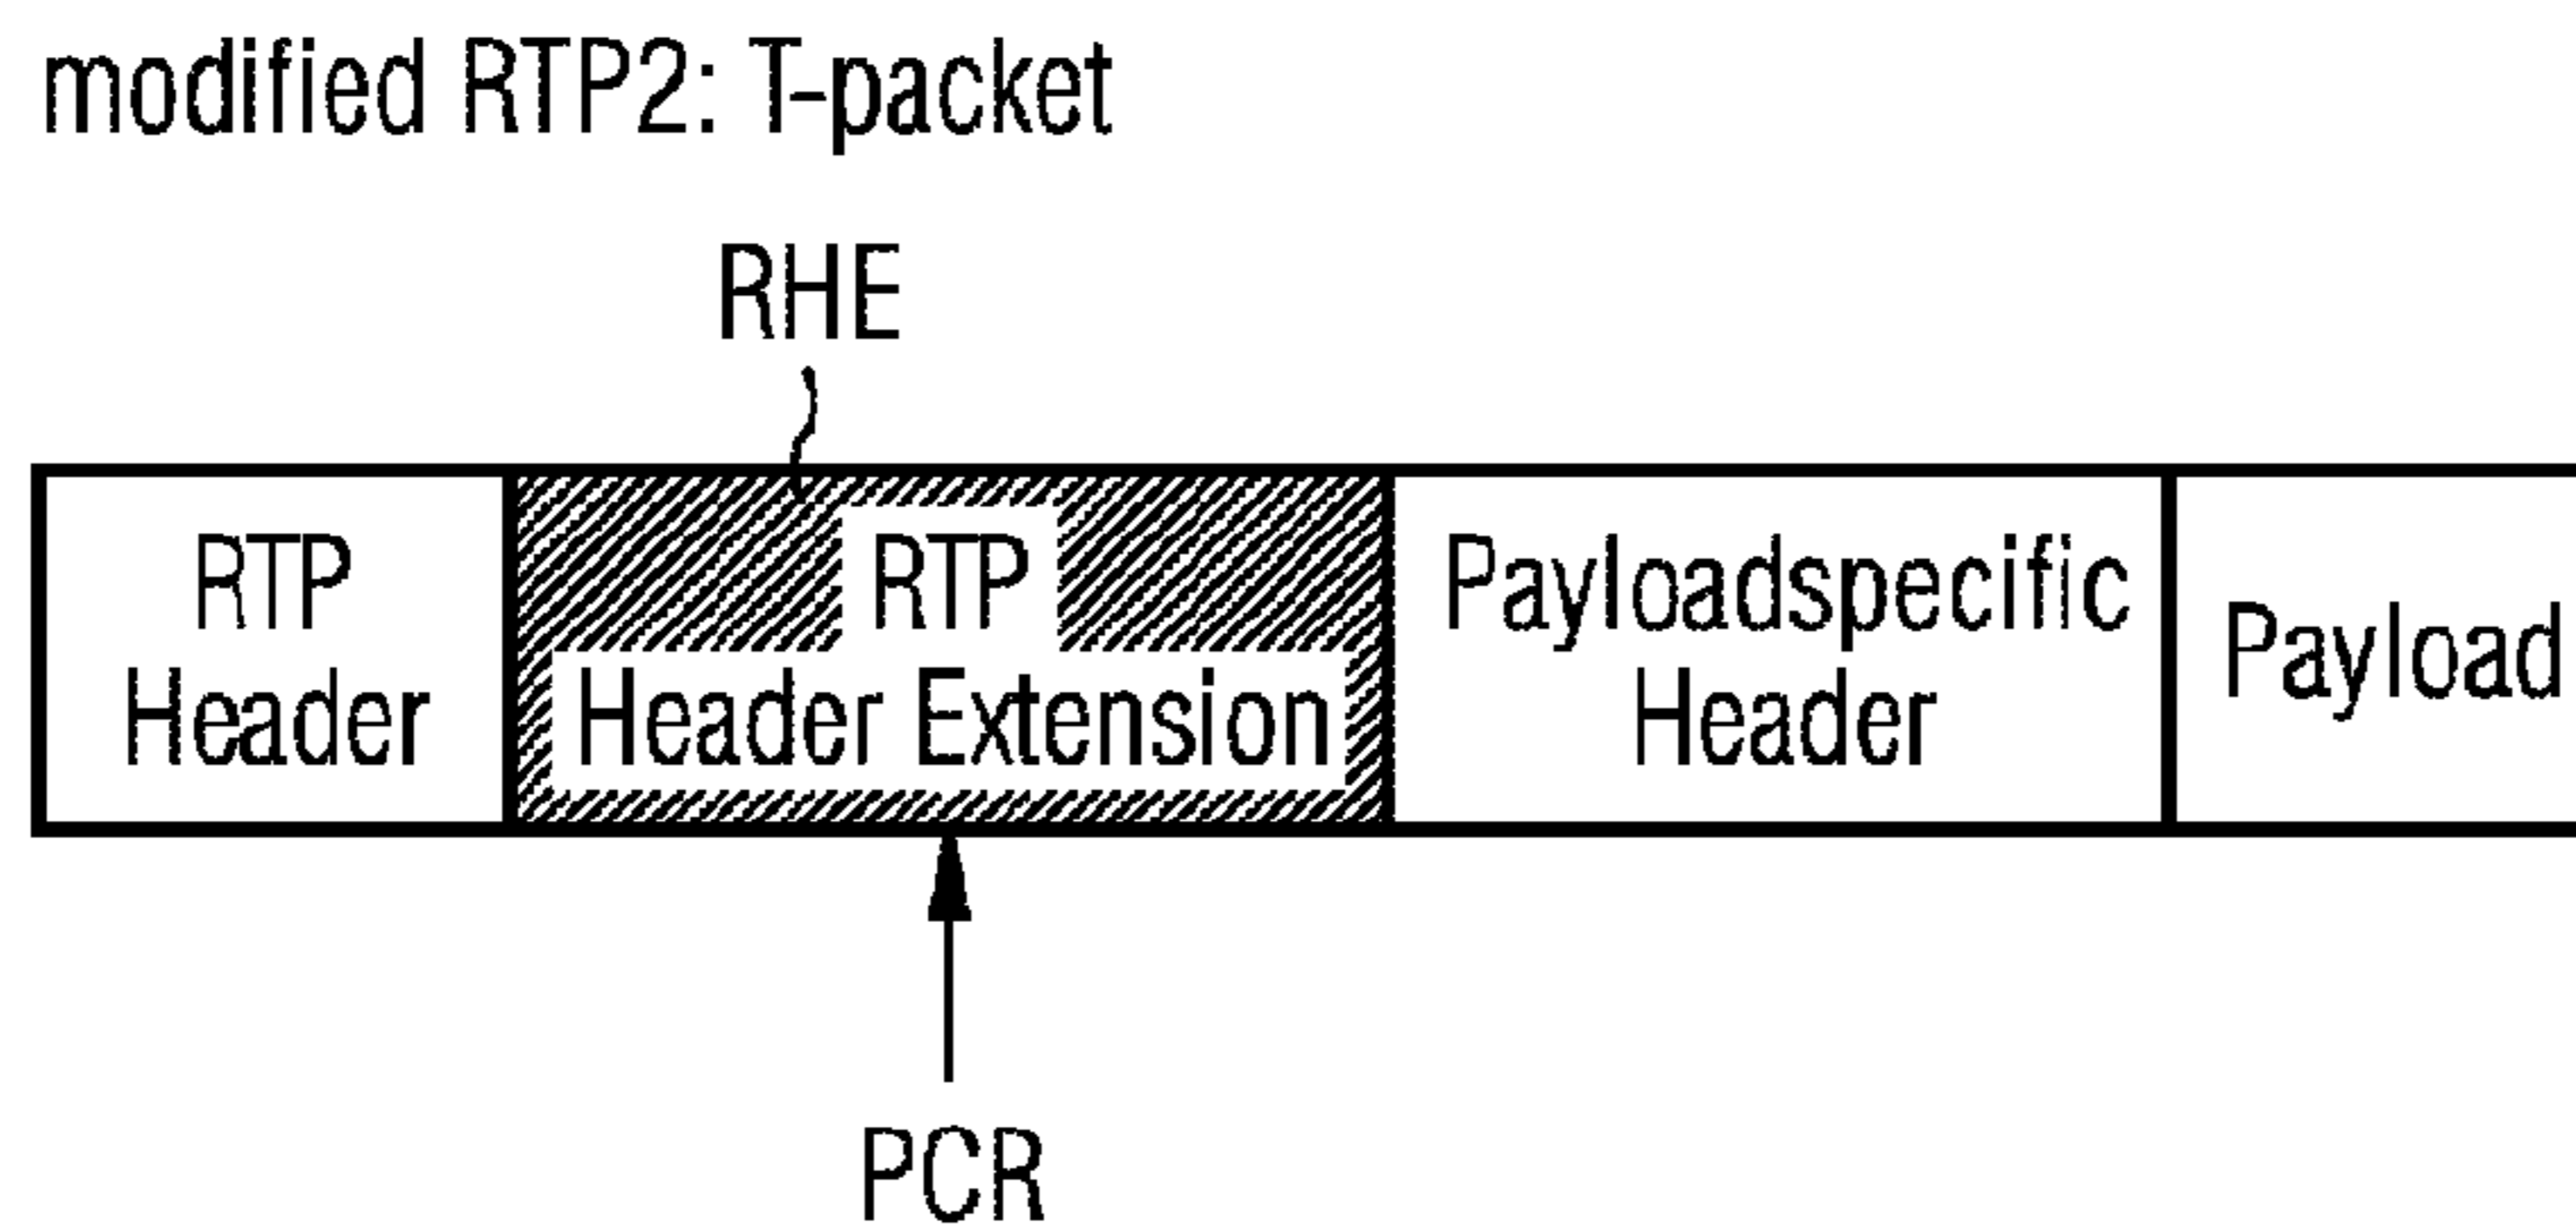 modified RTP2: T-packet
RHE
RTP
Header
RTP
Header Extension
Payloadspecific
Header
Payload
PCR